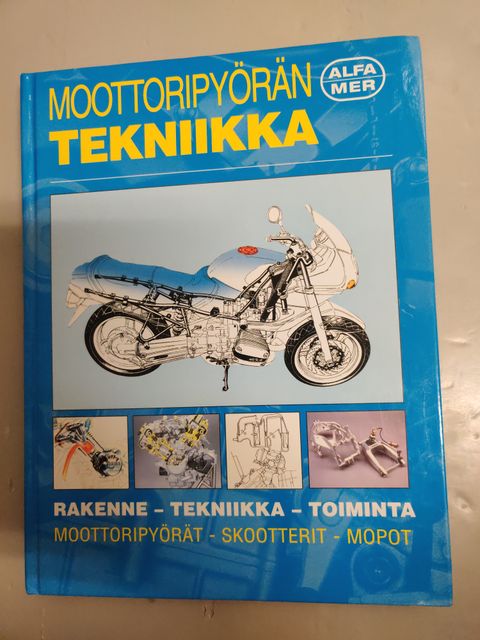 MOOTTORIPYÖRÄN
ALFA
MER
TEKNIIKKA
RAKENNE - TEKNIIKKA - TOIMINTA
MOOTTORIPYÖRÄT - SKOOTTERIT - MOPOT